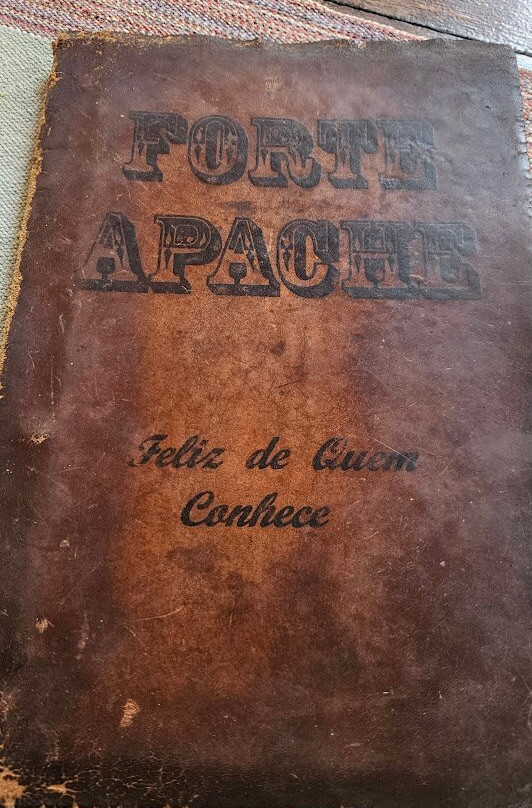 FORTE
APACHE
Feliz de Quem
Conhece